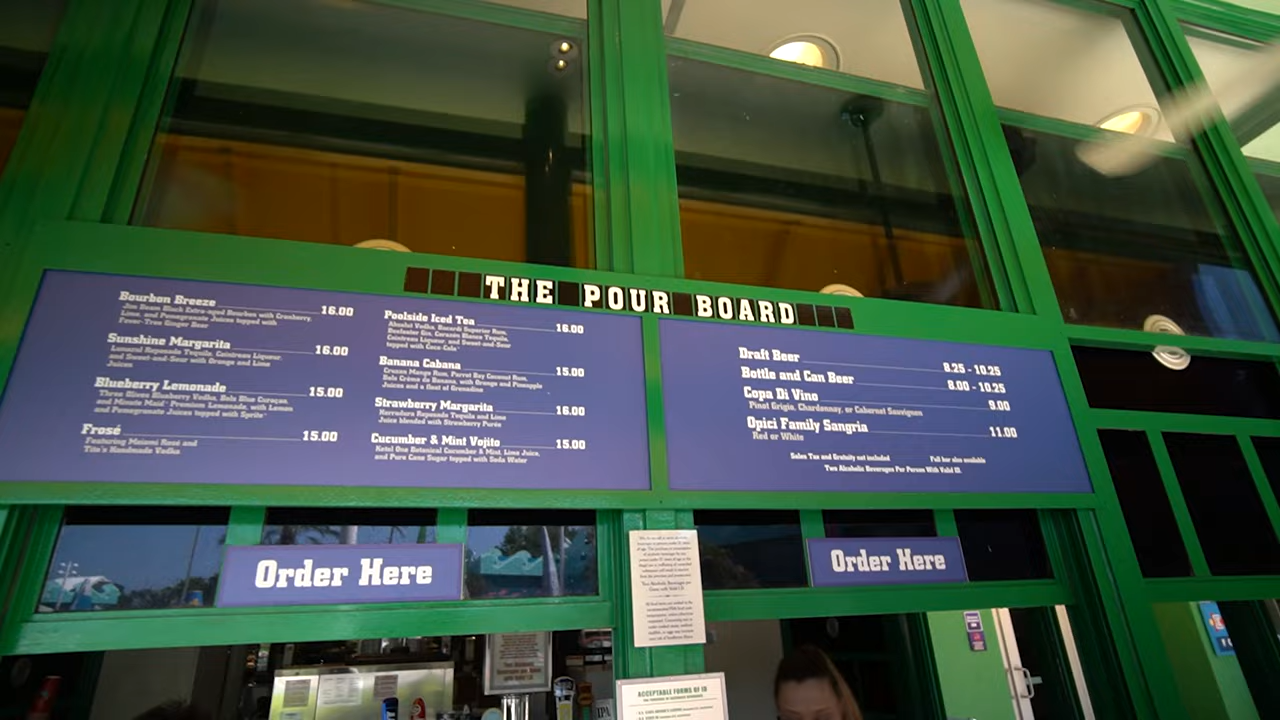 THE POUR BOARD
Bourbon Breeze 16.00
Jim Beam Black Extra-aged Bourbon with Cranberry,
Lime, and Pomegranate Juices topped with
Fever-Tree Ginger Beer
Sunshine Margarita 16.00
Lunazul Reposado Tequila, Cointreau Liqueur,
and Sweet-and-Sour with Orange and Lime
Juices
Blueberry Lemonade 15.00
Three Olives Blueberry Vodka, Bols Blue Curaçao,
and Minute Maid® Premium Lemonade, with Lemon
and Pomegranate Juices topped with Sprite®
Frosé 15.00
Featuring Meiomi Rosé and
Tito's Handmade Vodka
Poolside Iced Tea 16.00
Absolut Vodka, Bacardi Superior Rum,
Beefeater Gin, Corazón Blanco Tequila,
Cointreau Liqueur, and Sweet-and-Sour
topped with Coca-Cola®
Banana Cabana 15.00
Cruzan Mango Rum, Parrot Bay Coconut Rum,
Bols Crème de Banana, with Orange and Pineapple
Juices and a float of Grenadine
Strawberry Margarita 16.00
Herradura Reposado Tequila and Lime
Juice blended with Strawberry Purée
Cucumber & Mint Vojito 15.00
Ketel One Botanical Cucumber & Mint, Lime Juice,
and Pure Cane Sugar topped with Soda Water
Draft Beer 8.25 - 10.25
Bottle and Can Beer 8.00 - 10.25
Copa Di Vino 9.00
Pinot Grigio, Chardonnay, or Cabernet Sauvignon
Opici Family Sangria 11.00
Red or White
Sales Tax and Gratuity not included Full bar also available
Two Alcoholic Beverages Per Person With Valid ID.
Order Here
Order Here
ACCEPTABLE FORMS OF ID
IPA